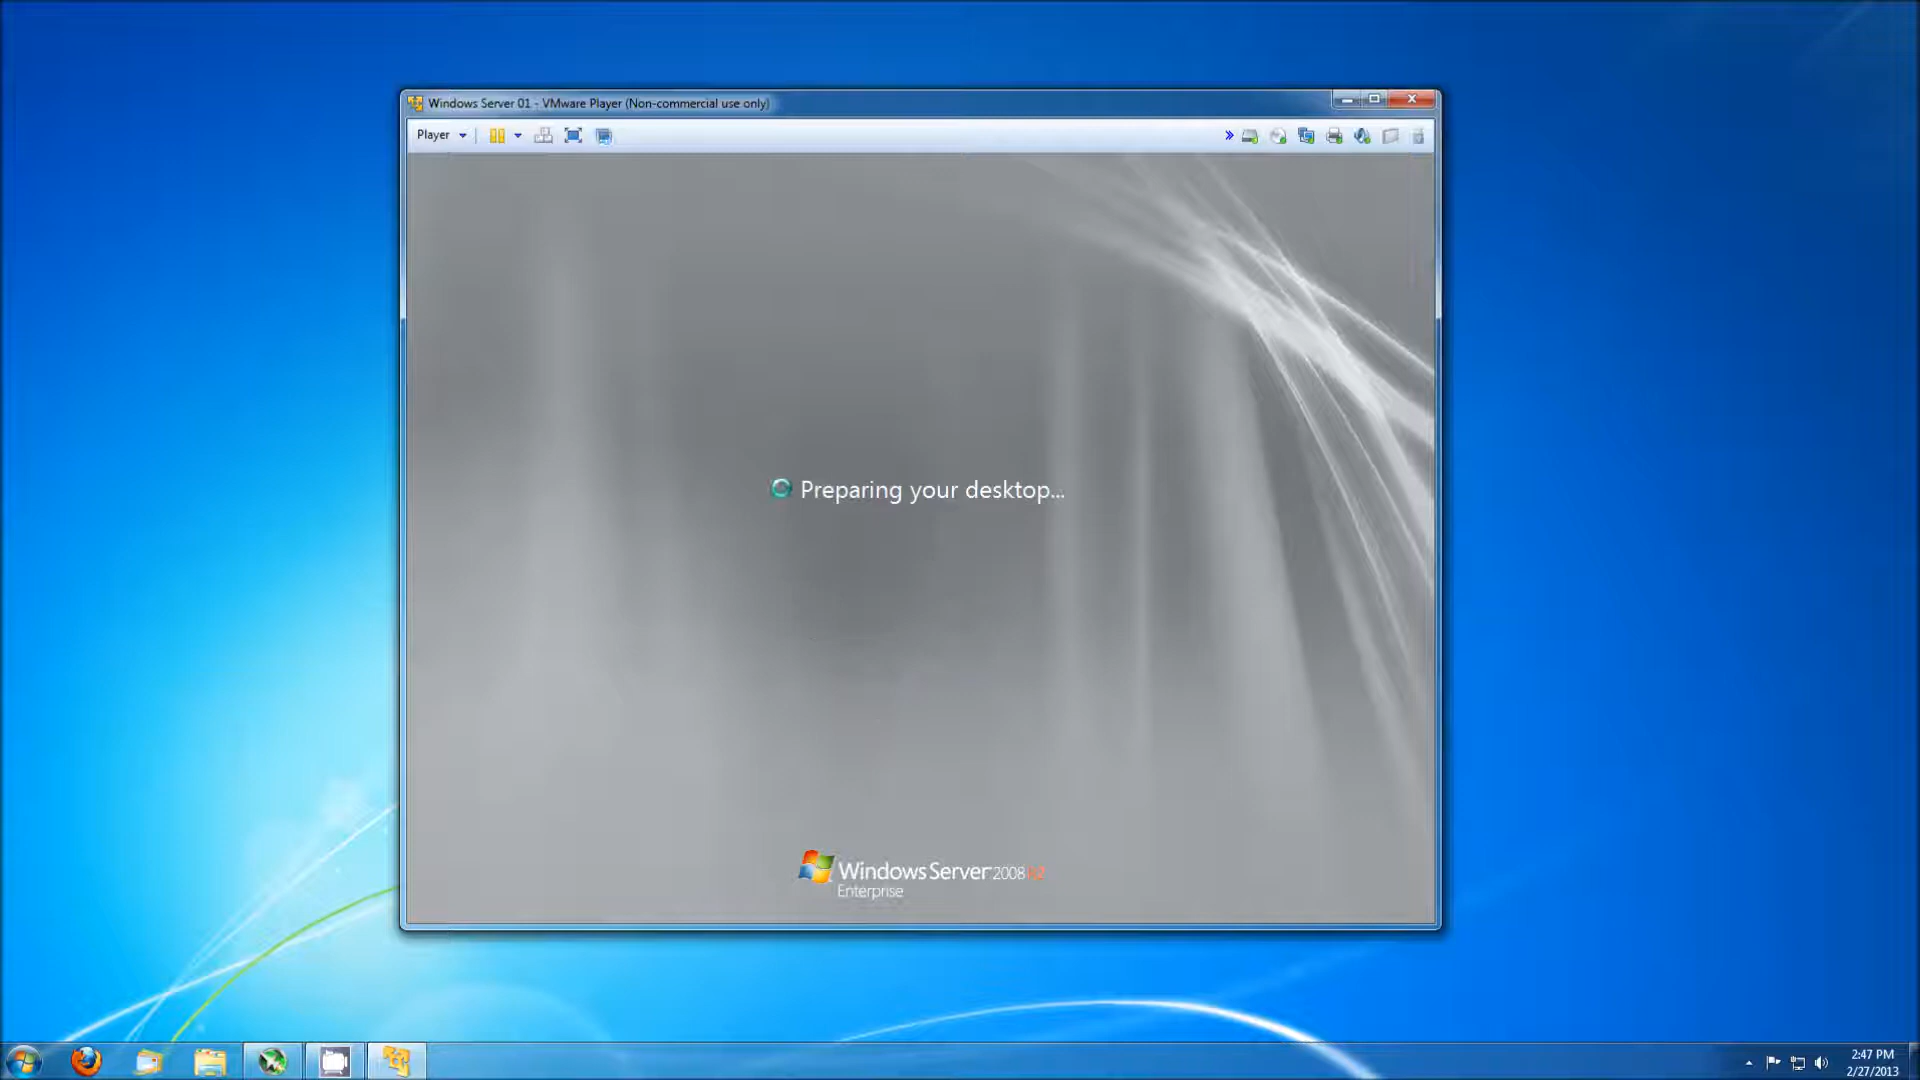 Windows Server 01 - VMware Player (Non-commercial use only)
Player
Preparing your desktop...
Windows Server 2008 R2
Enterprise
2:47 PM
2/27/2013